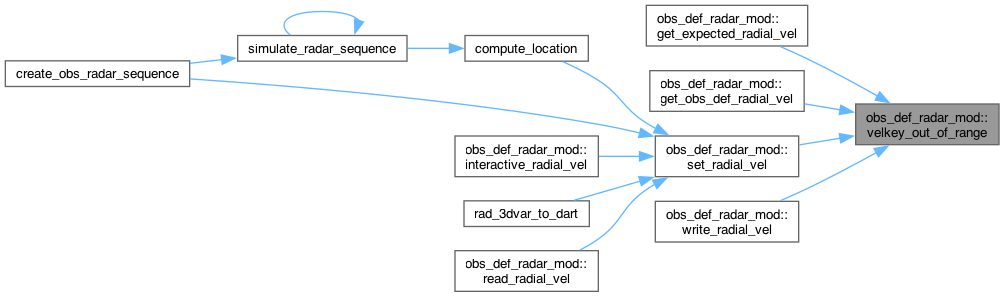 obs_def_radar_mod::
get_expected_radial_vel
simulate_radar_sequence
compute_location
create_obs_radar_sequence
obs_def_radar_mod::
get_obs_def_radial_vel
obs_def_radar_mod::
velkey_out_of_range
obs_def_radar_mod::
interactive_radial_vel
obs_def_radar_mod::
set_radial_vel
rad_3dvar_to_dart
obs_def_radar_mod::
write_radial_vel
obs_def_radar_mod::
read_radial_vel